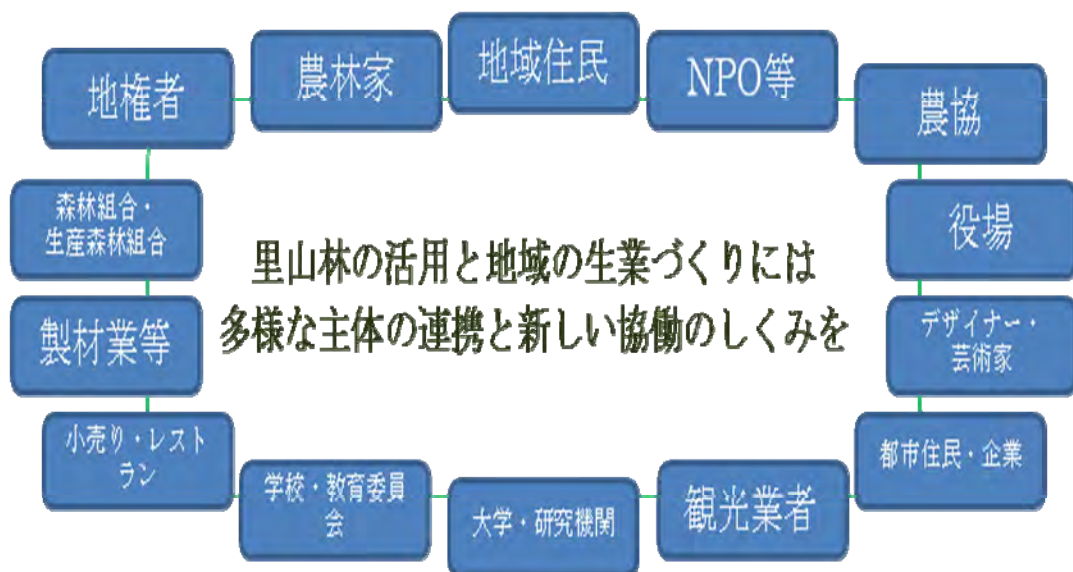 地権者
農林家
地域住民
NPO等
農協
森林組合・
生産森林組合
役場
里山林の活用と地域の生業づくりには
多様な主体の連携と新しい協働のしくみを
製材業等
デザイナー・
芸術家
小売り・レスト
ラン
都市住民・企業
学校・教育委員
会
大学・研究機関
観光業者